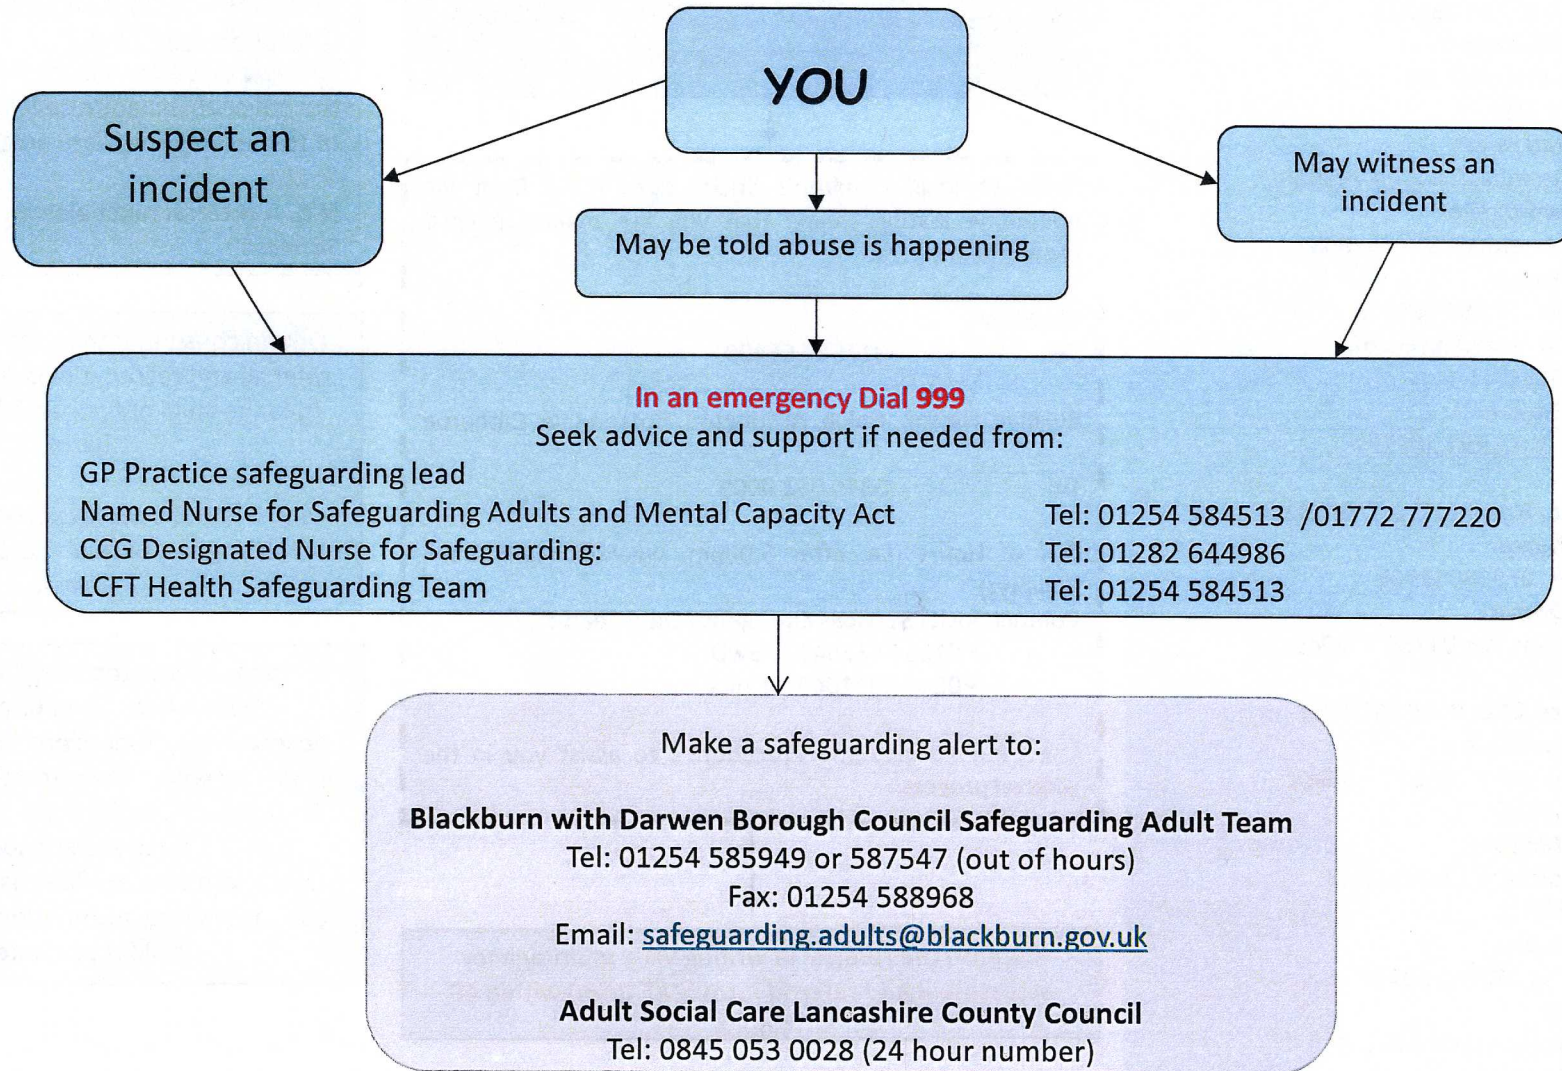 YOU
Suspect an
incident
May be told abuse is happening
May witness an
incident
In an emergency Dial 999
Seek advice and support if needed from:
GP Practice safeguarding lead
Named Nurse for Safeguarding Adults and Mental Capacity Act Tel: 01254 584513 /01772 777220
CCG Designated Nurse for Safeguarding: Tel: 01282 644986
LCFT Health Safeguarding Team Tel: 01254 584513
Make a safeguarding alert to:
Blackburn with Darwen Borough Council Safeguarding Adult Team
Tel: 01254 585949 or 587547 (out of hours)
Fax: 01254 588968
Email: safeguarding.adults@blackburn.gov.uk
Adult Social Care Lancashire County Council
Tel: 0845 053 0028 (24 hour number)